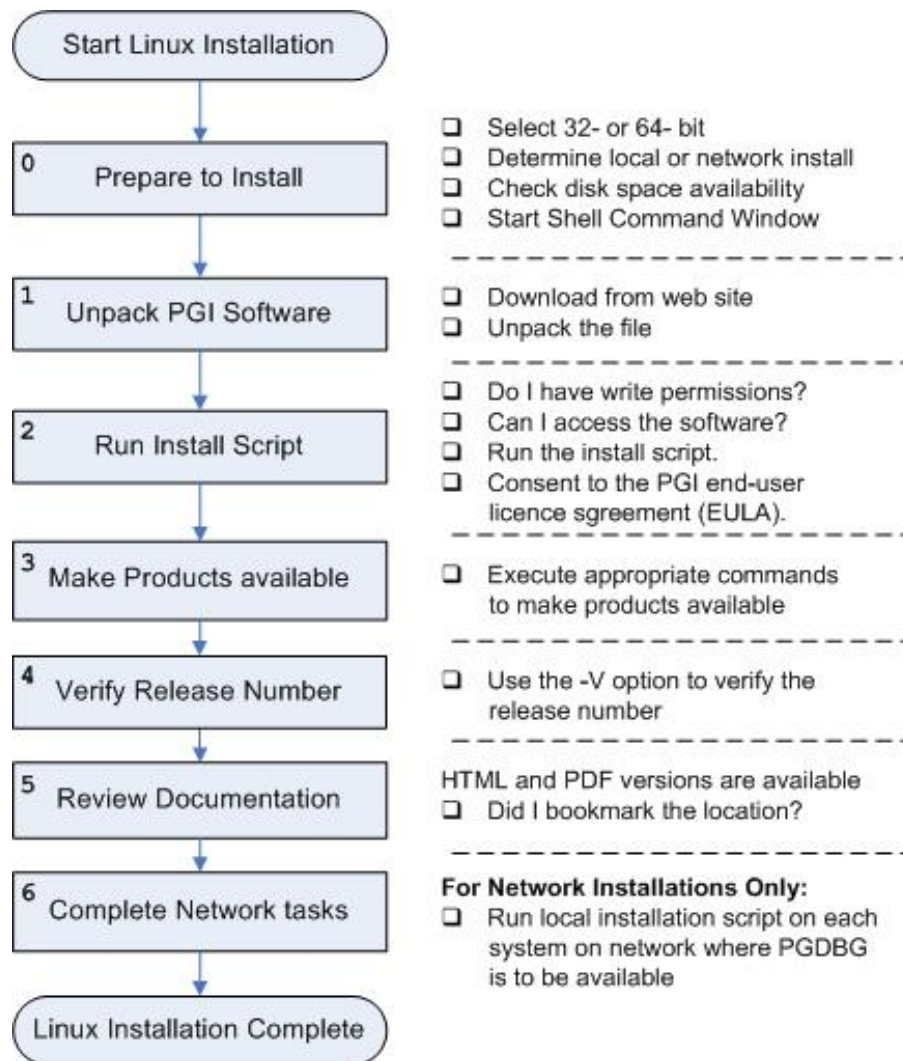 Start Linux Installation
0
Prepare to Install
❑ Select 32- or 64- bit
❑ Determine local or network install
❑ Check disk space availability
❑ Start Shell Command Window
1
Unpack PGI Software
❑ Download from web site
❑ Unpack the file
2
Run Install Script
❑ Do I have write permissions?
❑ Can I access the software?
❑ Run the install script.
❑ Consent to the PGI end-user
licence sgreement (EULA).
3
Make Products available
❑ Execute appropriate commands
to make products available
4
Verify Release Number
❑ Use the -V option to verify the
release number
5
Review Documentation
HTML and PDF versions are available
❑ Did I bookmark the location?
6
Complete Network tasks
For Network Installations Only:
❑ Run local installation script on each
system on network where PGDBG
is to be available
Linux Installation Complete